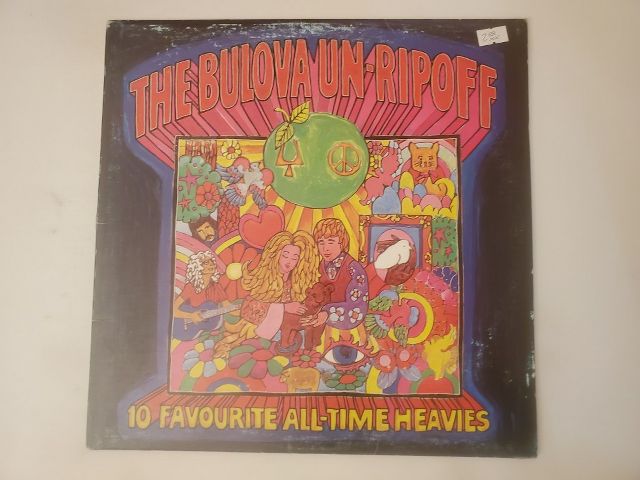 THE BULOVA UN-RIPOFF
10 FAVOURITE ALL-TIME HEAVIES